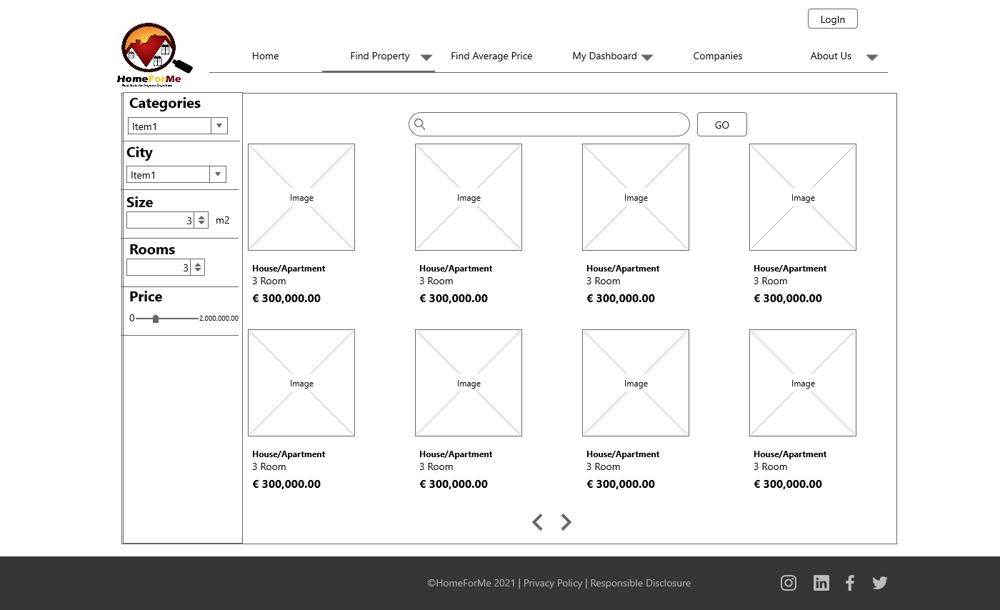 LogIn
Home
Find Property
Find Average Price
My Dashboard
Companies
About Us
HomeForMe
Real Estate for Anyone Anywhere
Categories
Item1
City
Item1
Size
3
m2
Rooms
3
Price
0
2.000.000.00
GO
Image
Image
Image
Image
House/Apartment
3 Room
€ 300,000.00
House/Apartment
3 Room
€ 300,000.00
House/Apartment
3 Room
€ 300,000.00
House/Apartment
3 Room
€ 300,000.00
Image
Image
Image
Image
House/Apartment
3 Room
€ 300,000.00
House/Apartment
3 Room
€ 300,000.00
House/Apartment
3 Room
€ 300,000.00
House/Apartment
3 Room
€ 300,000.00
©HomeForMe 2021 | Privacy Policy | Responsible Disclosure